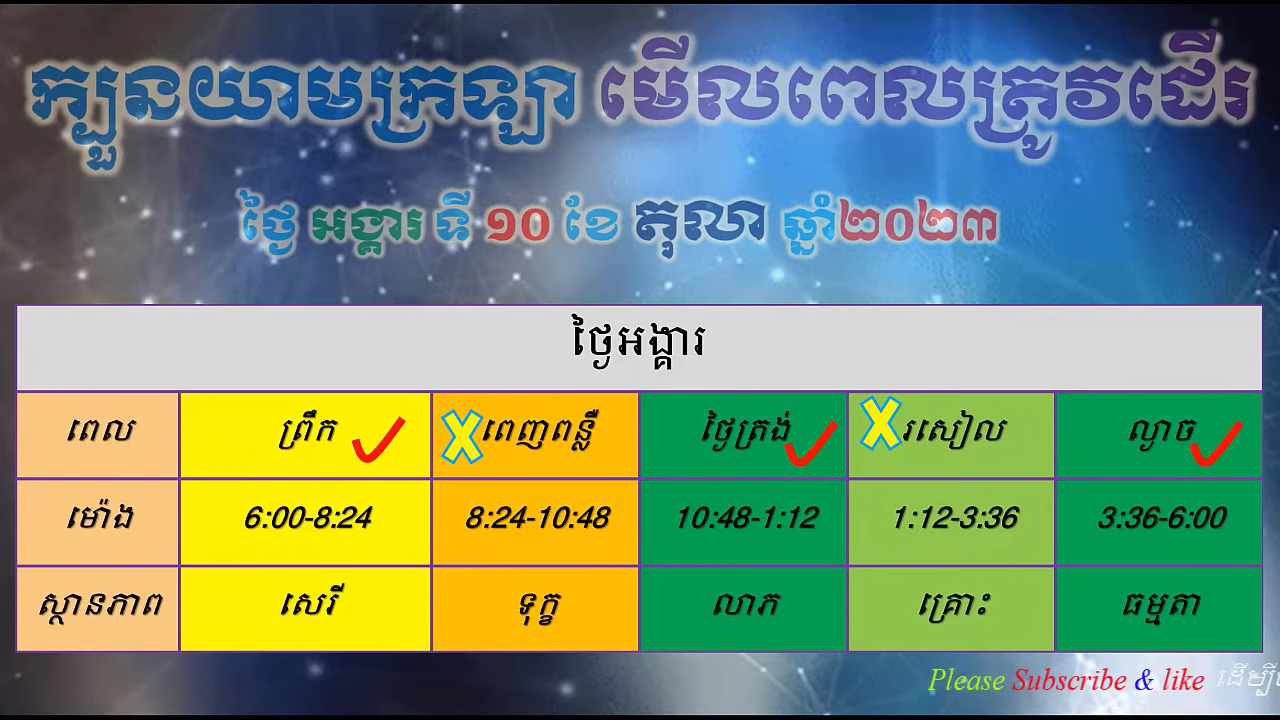 ក្បួនយាមក្រឡា មើលពេលត្រូវដើរ
ថ្ងៃ អង្គារ ទី ១០ ខែ តុលា ឆ្នាំ២០២៣
ថ្ងៃអង្គារ
ពេល ព្រឹក ពេញពន្លឺ ថ្ងៃត្រង់ រសៀល ល្ងាច
ម៉ោង 6:00-8:24 8:24-10:48 10:48-1:12 1:12-3:36 3:36-6:00
ស្ថានភាព សេរី ទុក្ខ លាភ គ្រោះ ធម្មតា
Please Subscribe & like